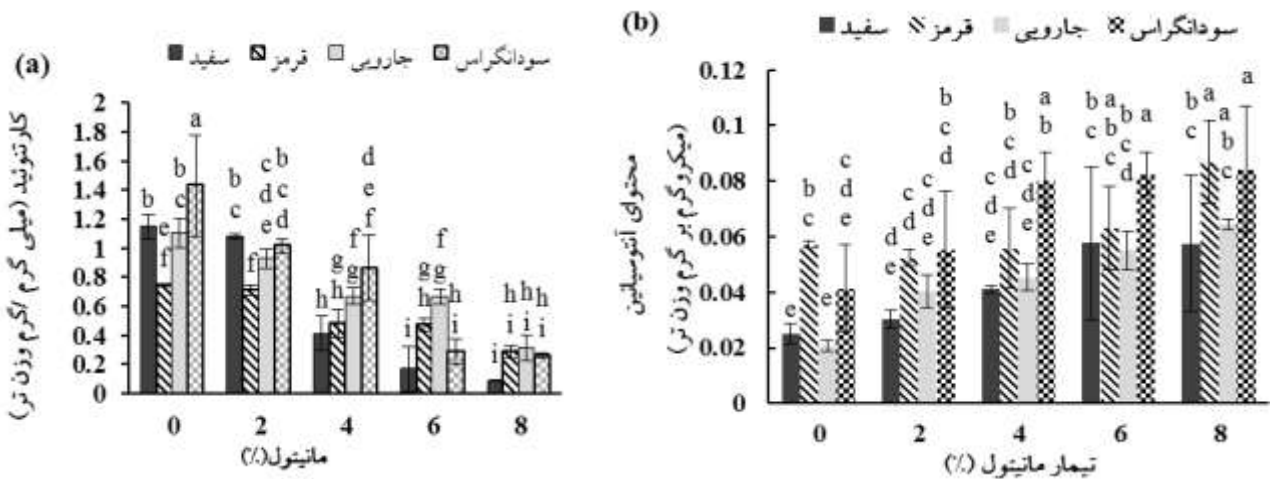 (a)
سفید قرمز جارویی سودانگراس
کارتنوئید (میلی گرم /گرم وزن تر)
2
1.8
1.6
1.4
1.2
1
0.8
0.6
0.4
0.2
0
b e f b c a
b c f c d e b c d
h g h f g d e f
i g h f g h i
i h i h i h i
0 2 4 6 8
مانیتول(٪)
(b)
سفید قرمز جارویی سودانگراس
محتوای آنتوسیانین
(میکروگرم بر گرم وزن تر)
0.12
0.1
0.08
0.06
0.04
0.02
0
e b c e c d e
d e c d c d e b c d
c d e b c d c d e a b
b c a b c b c d a
b c a a b c a
0 2 4 6 8
تیمار مانیتول (٪)